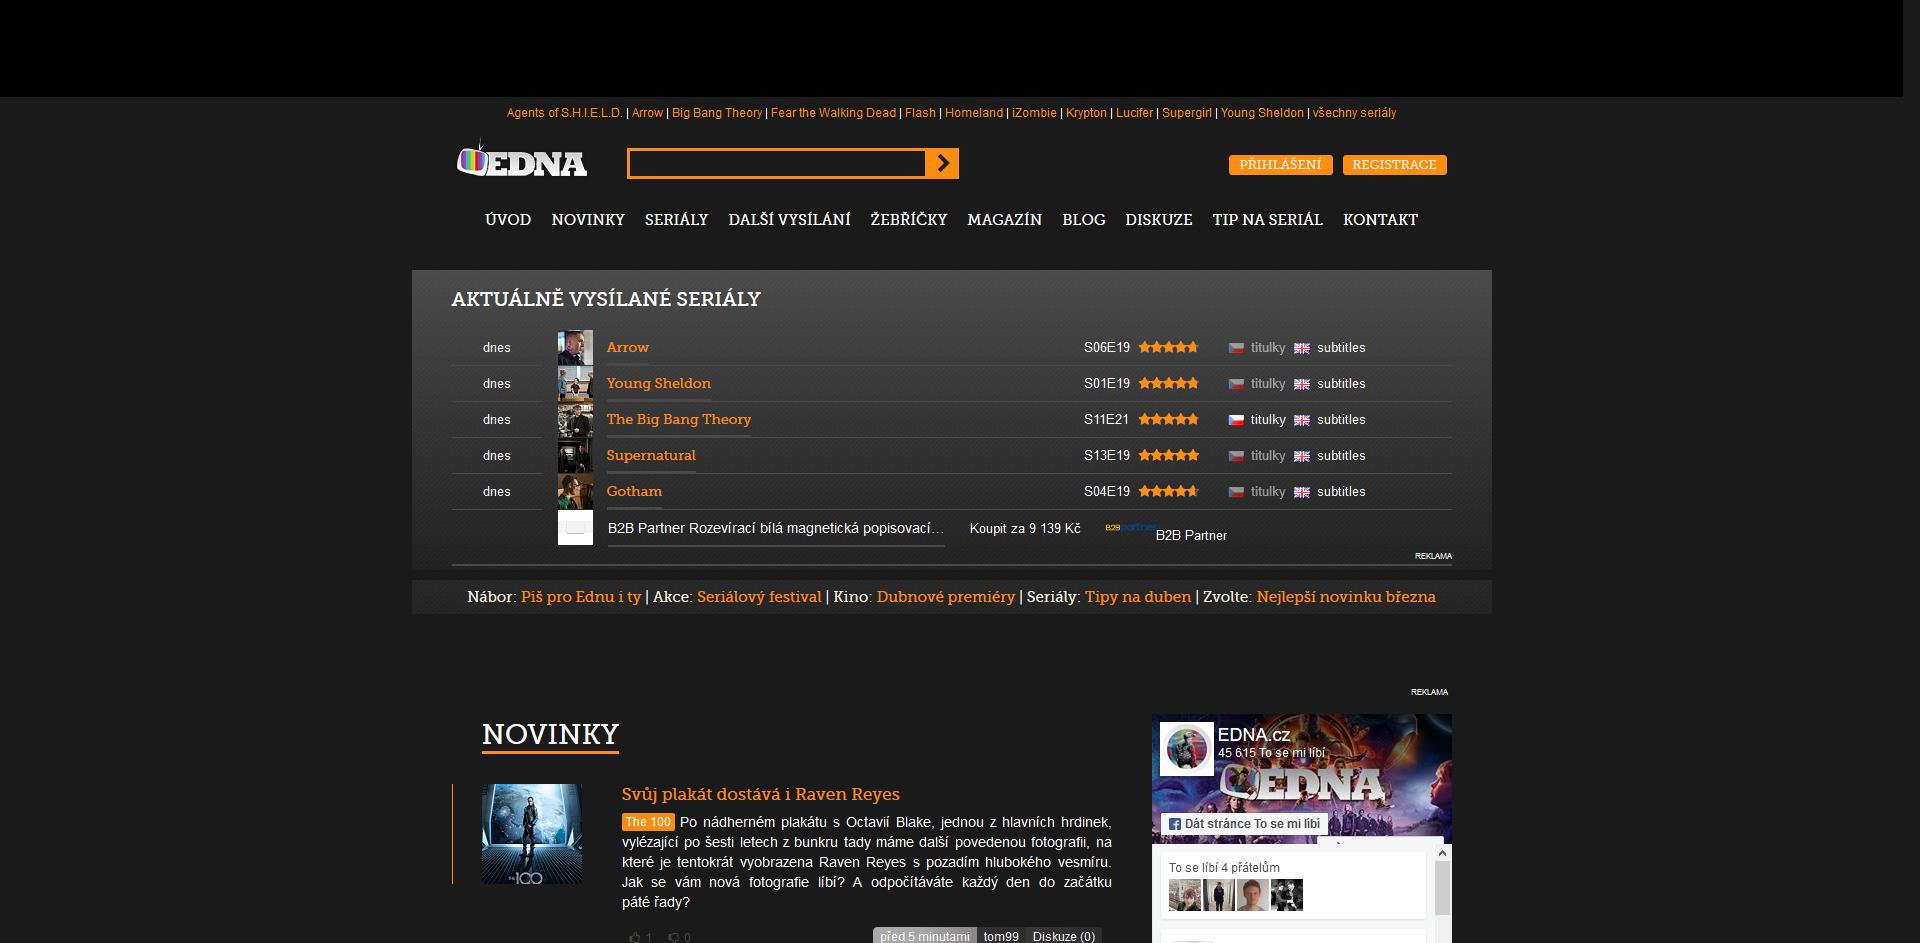 Agents of S.H.I.E.L.D. | Arrow | Big Bang Theory | Fear the Walking Dead | Flash | Homeland | iZombie | Krypton | Lucifer | Supergirl | Young Sheldon | všechny seriály
EDNA
PŘIHLÁŠENÍ REGISTRACE
ÚVOD NOVINKY SERIÁLY DALŠÍ VYSÍLÁNÍ ŽEBŘÍČKY MAGAZÍN BLOG DISKUZE TIP NA SERIÁL KONTAKT
AKTUÁLNĚ VYSÍLANÉ SERIÁLY
dnes Arrow S06E19 titulky subtitles
dnes Young Sheldon S01E19 titulky subtitles
dnes The Big Bang Theory S11E21 titulky subtitles
dnes Supernatural S13E19 titulky subtitles
dnes Gotham S04E19 titulky subtitles
B2B Partner Rozevírací bílá magnetická popisovací... Koupit za 9 139 Kč B2B partner B2B Partner
REKLAMA
Nábor: Piš pro Ednu i ty | Akce: Seriálový festival | Kino: Dubnové premiéry | Seriály: Tipy na duben | Zvolte: Nejlepší novinku března
REKLAMA
NOVINKY
Svůj plakát dostává i Raven Reyes
The 100 Po nádherném plakátu s Octavií Blake, jednou z hlavních hrdinek,
vylézající po šesti letech z bunkru tady máme další povedenou fotografii, na
které je tentokrát vyobrazena Raven Reyes s pozadím hlubokého vesmíru.
Jak se vám nová fotografie líbí? A odpočítáváte každý den do začátku
páté řady?
THE 100
1 0 před 5 minutami tom99 Diskuze (0)
EDNA.cz
45 615 To se mi líbí
EDNA
Dát stránce To se mi líbí
To se líbí 4 přátelům